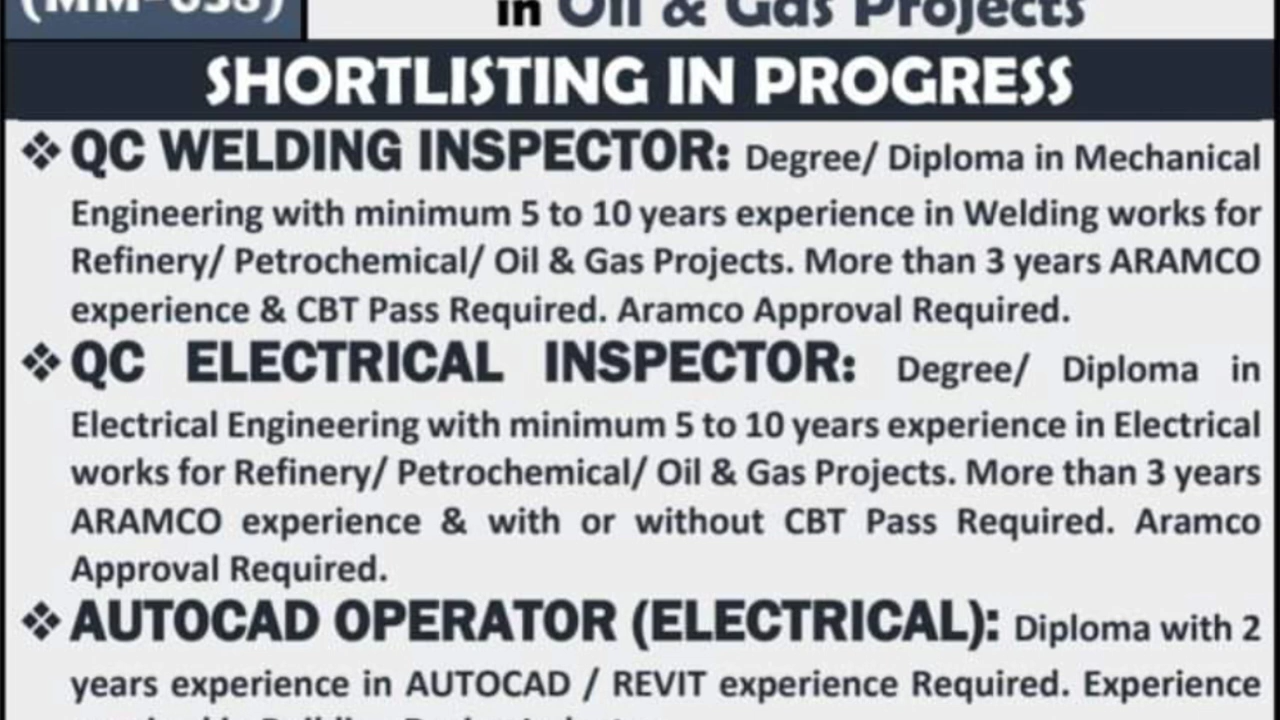 (MM-638)
in Oil & Gas Projects
SHORTLISTING IN PROGRESS
❖ QC WELDING INSPECTOR: Degree/ Diploma in Mechanical
Engineering with minimum 5 to 10 years experience in Welding works for
Refinery/ Petrochemical/ Oil & Gas Projects. More than 3 years ARAMCO
experience & CBT Pass Required. Aramco Approval Required.
❖ QC ELECTRICAL INSPECTOR: Degree/ Diploma in
Electrical Engineering with minimum 5 to 10 years experience in Electrical
works for Refinery/ Petrochemical/ Oil & Gas Projects. More than 3 years
ARAMCO experience & with or without CBT Pass Required. Aramco
Approval Required.
❖ AUTOCAD OPERATOR (ELECTRICAL): Diploma with 2
years experience in AUTOCAD / REVIT experience Required. Experience